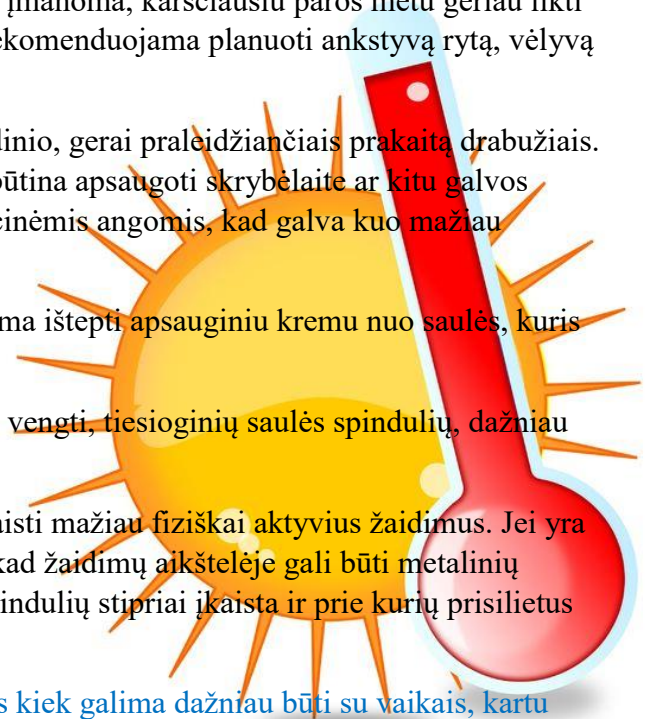 įmanoma, karščiausiu paros metu geriau likti
ekomenduojama planuoti ankstyvą rytą, vėlyvą
linio, gerai praleidžiančiais prakaitą drabužiais.
būtina apsaugoti skrybėlaite ar kitu galvos
cinėmis angomis, kad galva kuo mažiau
ma ištepti apsauginiu kremu nuo saulės, kuris
vengti, tiesioginių saulės spindulių, dažniau
aisti mažiau fiziškai aktyvius žaidimus. Jei yra
kad žaidimų aikštelėje gali būti metalinių
indulių stipriai įkaista ir prie kurių prisilietus
s kiek galima dažniau būti su vaikais, kartu